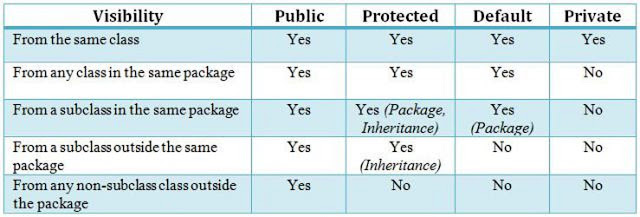 Visibility Public Protected Default Private
From the same class Yes Yes Yes Yes
From any class in the same package Yes Yes Yes No
From a subclass in the same package Yes Yes (Package, Inheritance) Yes (Package) No
From a subclass outside the same package Yes Yes (Inheritance) No No
From any non-subclass class outside the package Yes No No No